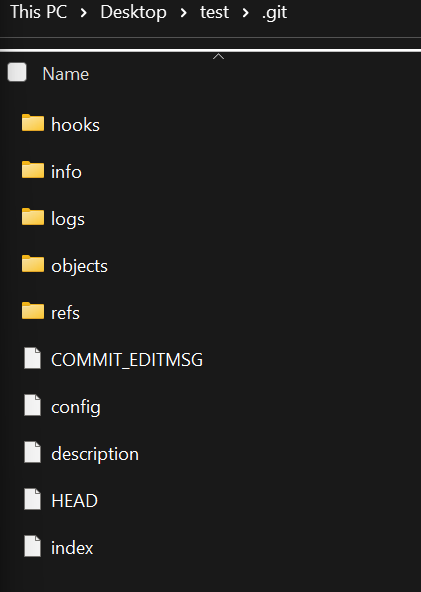 This PC > Desktop > test > .git
Name
hooks
info
logs
objects
refs
COMMIT_EDITMSG
config
description
HEAD
index